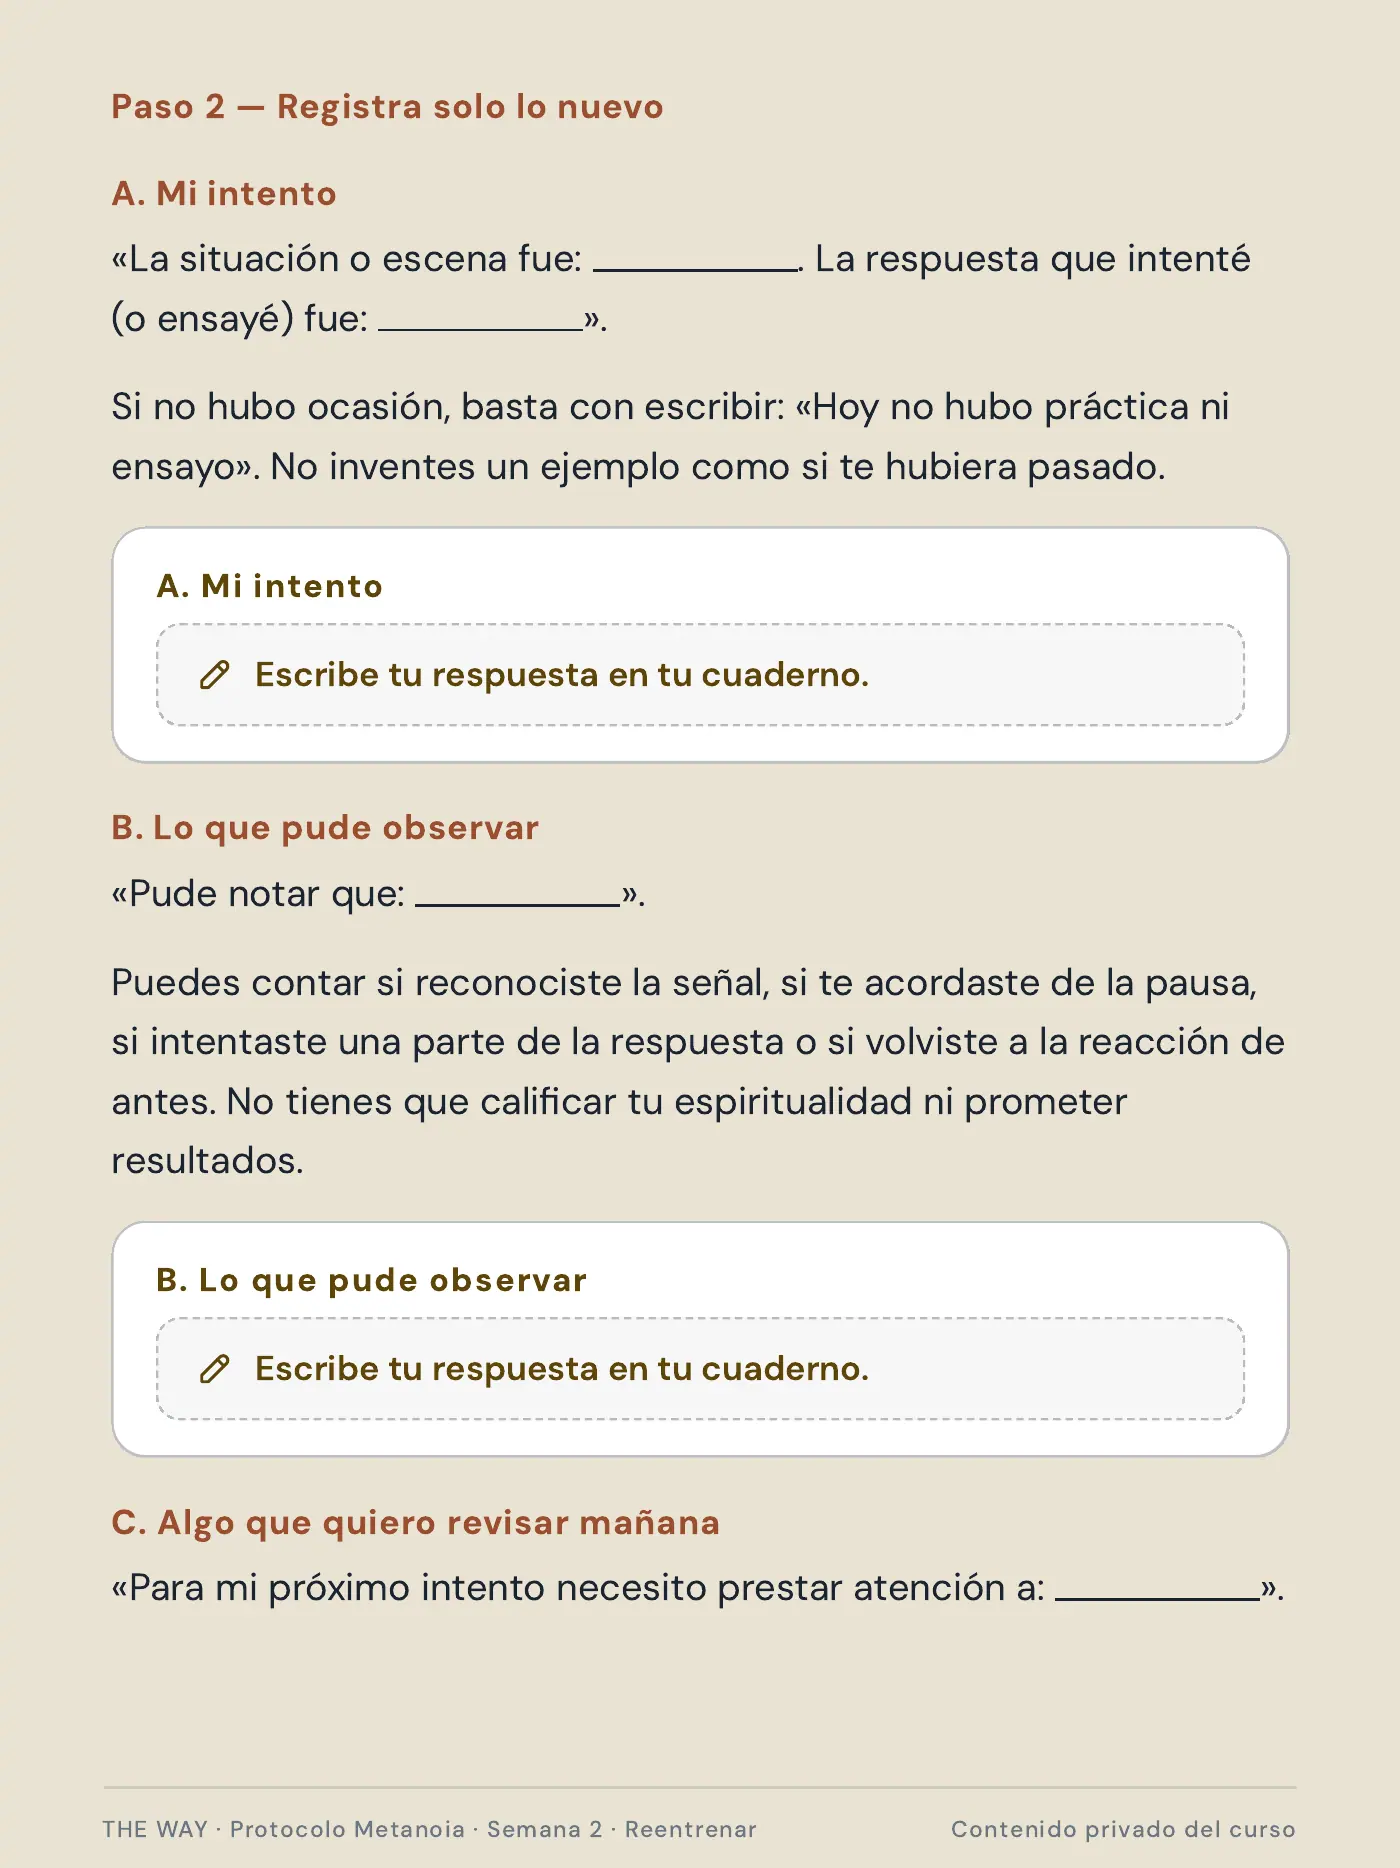 Paso 2 — Registra solo lo nuevo
A. Mi intento
«La situación o escena fue: __________. La respuesta que intenté
(o ensayé) fue: __________».
Si no hubo ocasión, basta con escribir: «Hoy no hubo práctica ni
ensayo». No inventes un ejemplo como si te hubiera pasado.
A. Mi intento
Escribe tu respuesta en tu cuaderno.
B. Lo que pude observar
«Pude notar que: __________».
Puedes contar si reconociste la señal, si te acordaste de la pausa,
si intentaste una parte de la respuesta o si volviste a la reacción de
antes. No tienes que calificar tu espiritualidad ni prometer
resultados.
B. Lo que pude observar
Escribe tu respuesta en tu cuaderno.
C. Algo que quiero revisar mañana
«Para mi próximo intento necesito prestar atención a: __________».
THE WAY · Protocolo Metanoia · Semana 2 · Reentrenar
Contenido privado del curso